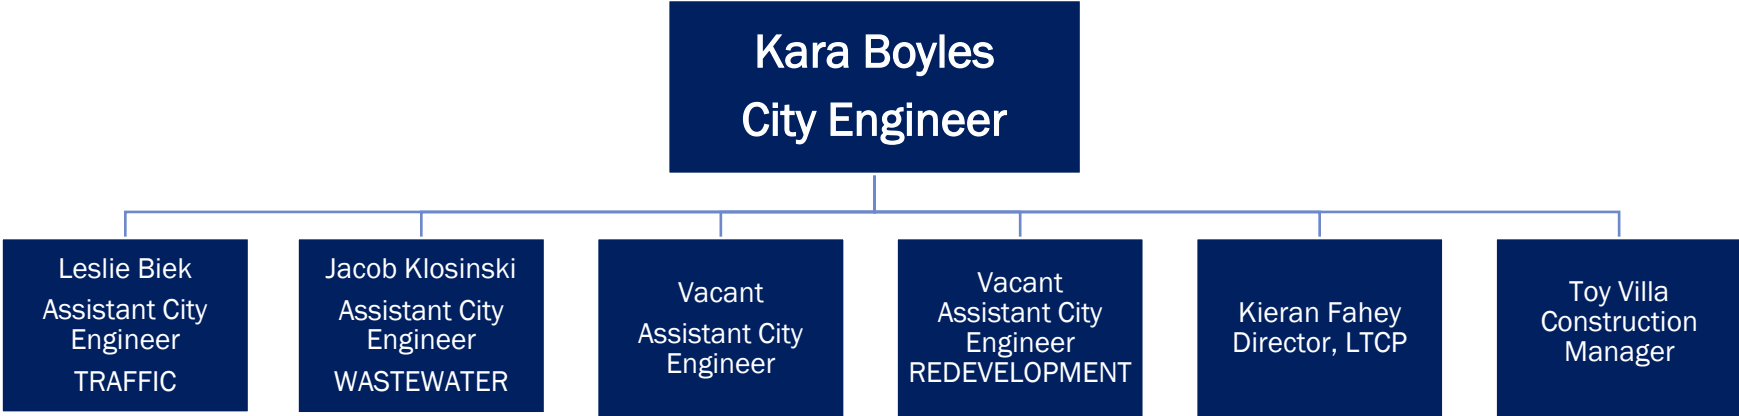 Kara Boyles
City Engineer
Leslie Biek
Assistant City
Engineer
TRAFFIC
Jacob Klosinski
Assistant City
Engineer
WASTEWATER
Vacant
Assistant City
Engineer
Vacant
Assistant City
Engineer
REDEVELOPMENT
Kieran Fahey
Director, LTCP
Toy Villa
Construction
Manager